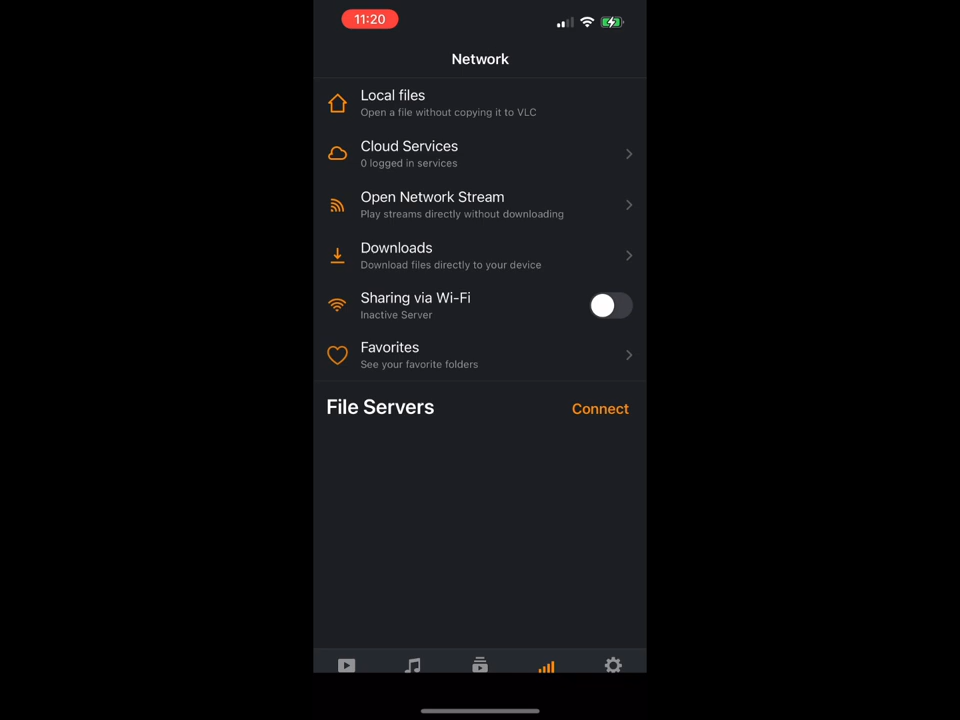 11:20
Network
Local files
Open a file without copying it to VLC
Cloud Services
0 logged in services
Open Network Stream
Play streams directly without downloading
Downloads
Download files directly to your device
Sharing via Wi-Fi
Inactive Server
Favorites
See your favorite folders
File Servers
Connect